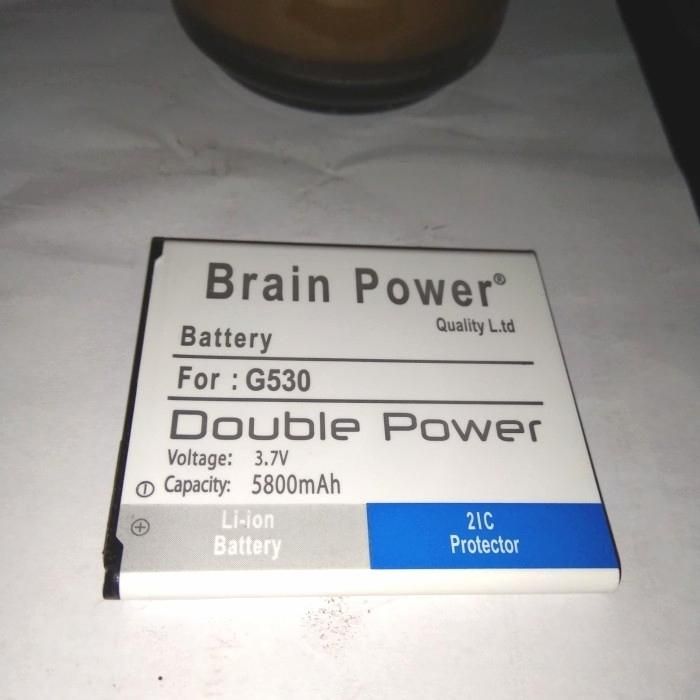 Brain Power®
Quality L.td
Battery
For : G530
Double Power
Voltage: 3.7V
Capacity: 5800mAh
Li-ion
Battery
2IC
Protector